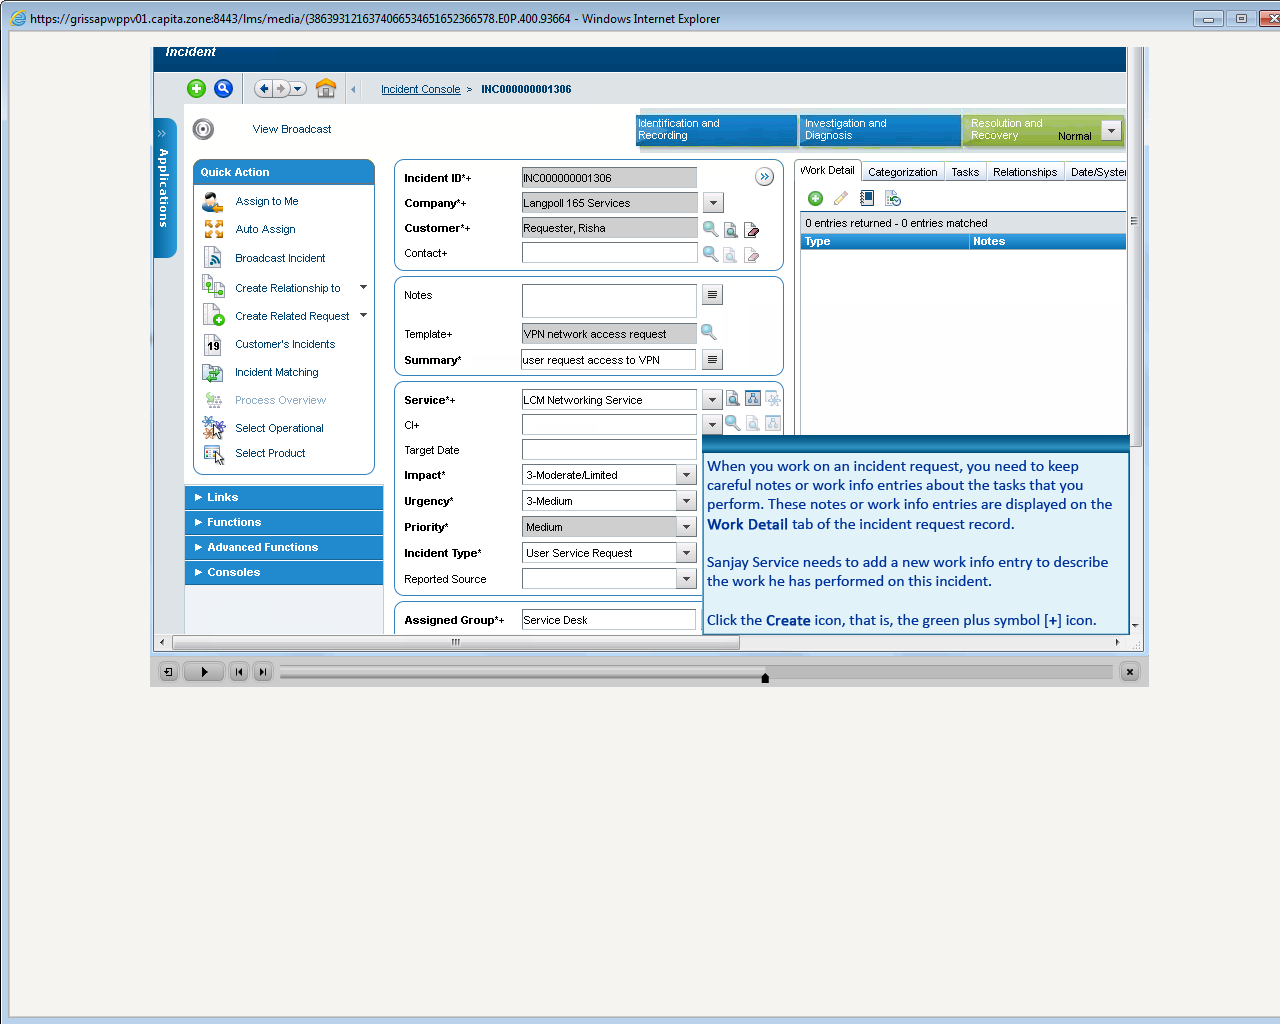 https://grissapwppv01.capita.zone:8443/lms/media/(3863931216374066534651652366578.E0P.400.93664 - Windows Internet Explorer
Incident
Incident Console > INC000000001306
View Broadcast
Identification and Recording
Investigation and Diagnosis
Resolution and Recovery
Normal
Applications
Quick Action
Assign to Me
Auto Assign
Broadcast Incident
Create Relationship to
Create Related Request
19 Customer's Incidents
Incident Matching
Process Overview
Select Operational
Select Product
Links
Functions
Advanced Functions
Consoles
Incident ID*+ INC000000001306
Company*+ Langpoll 165 Services
Customer*+ Requester, Risha
Contact+
Notes
Template+ VPN network access request
Summary* user request access to VPN
Service*+ LCM Networking Service
CI+
Target Date
Impact* 3-Moderate/Limited
Urgency* 3-Medium
Priority* Medium
Incident Type* User Service Request
Reported Source
Assigned Group*+ Service Desk
Work Detail Categorization Tasks Relationships Date/System
0 entries returned - 0 entries matched
Type Notes
When you work on an incident request, you need to keep
careful notes or work info entries about the tasks that you
perform. These notes or work info entries are displayed on the
Work Detail tab of the incident request record.
Sanjay Service needs to add a new work info entry to describe
the work he has performed on this incident.
Click the Create icon, that is, the green plus symbol [+] icon.